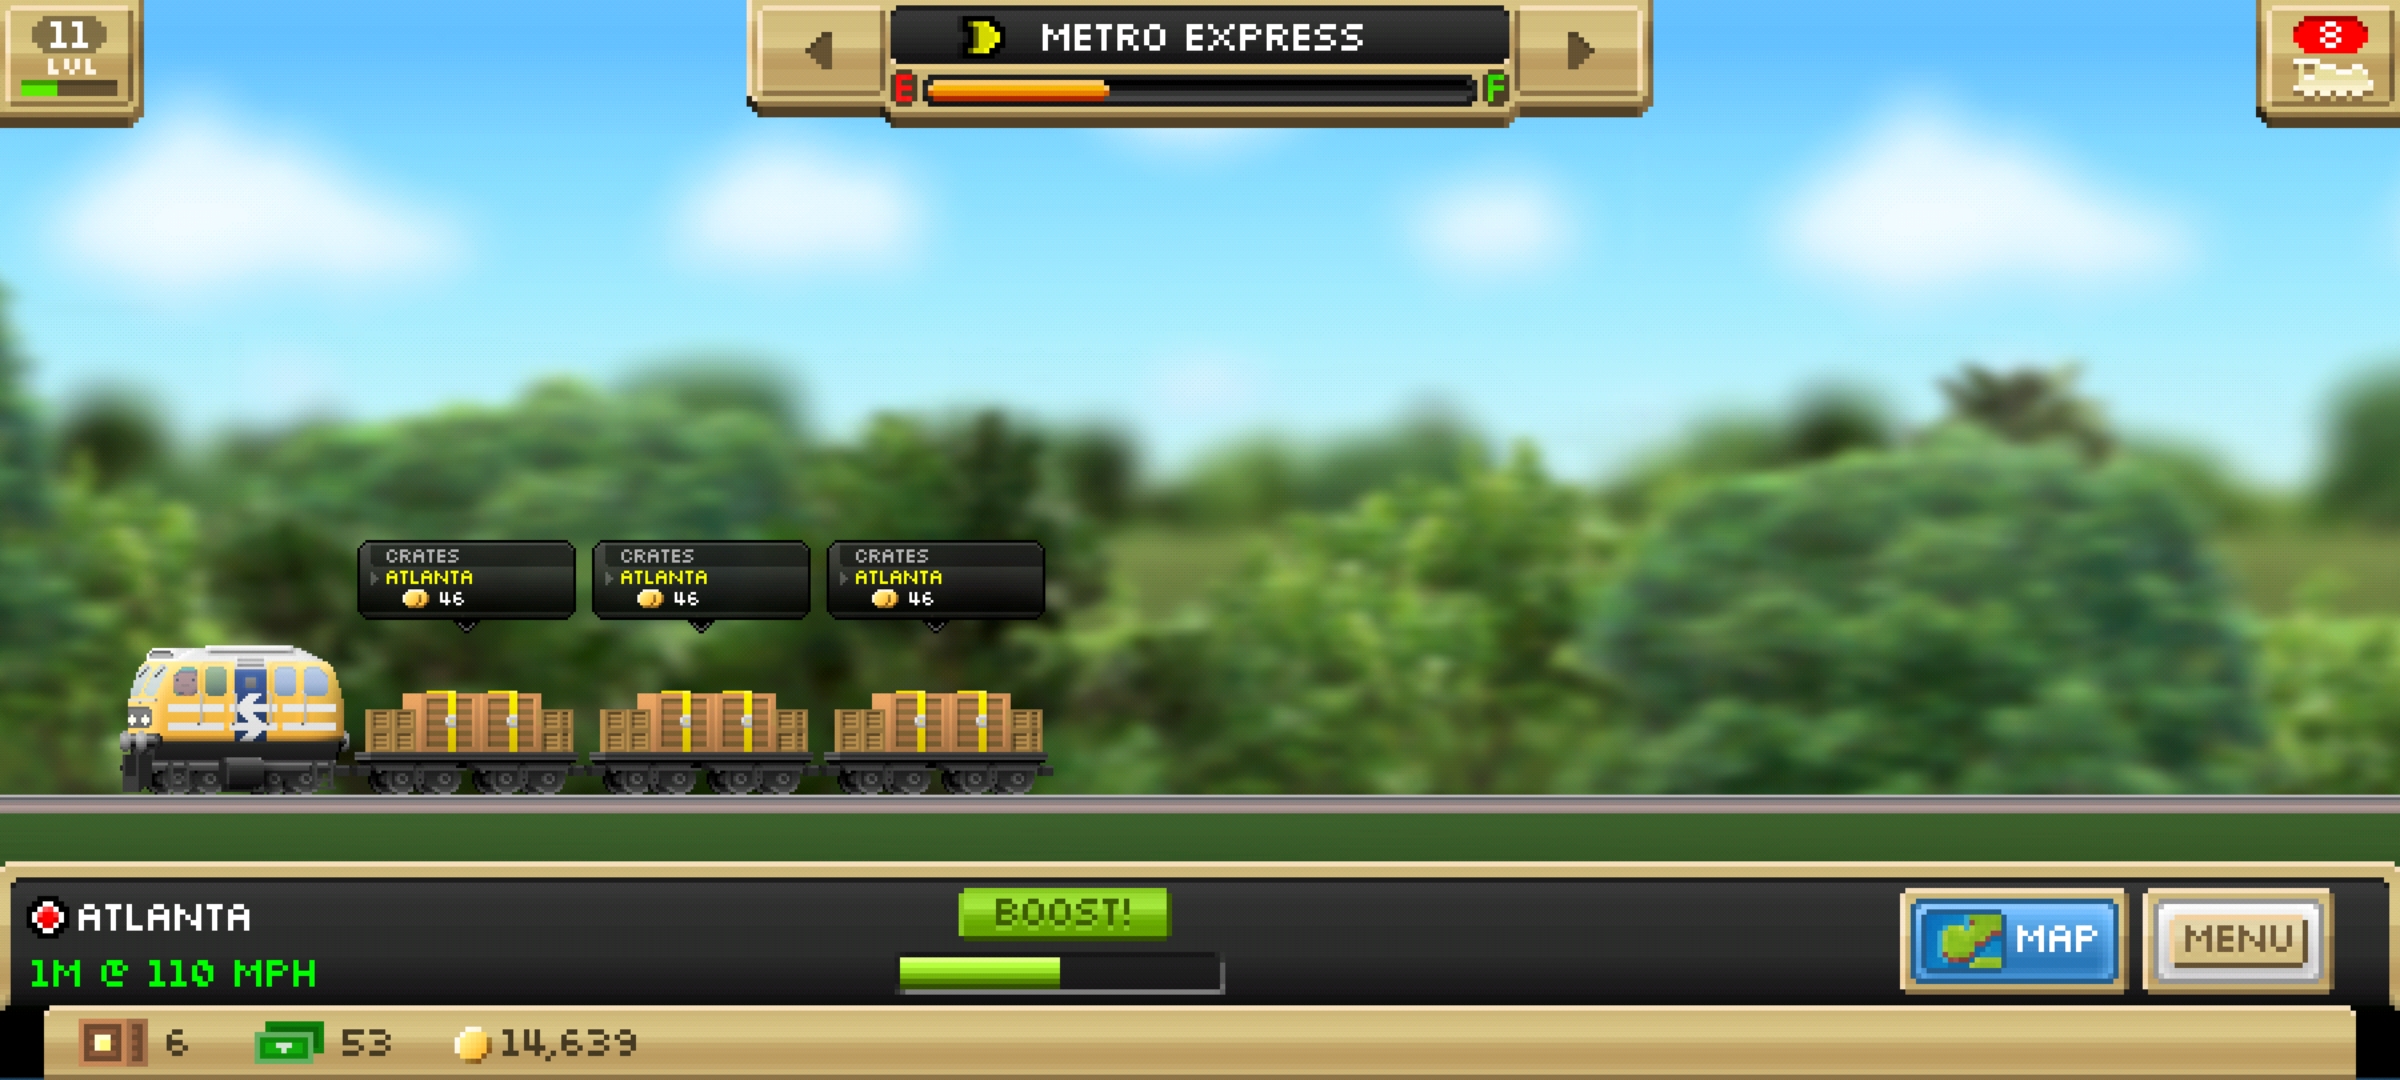 11
LVL
METRO EXPRESS
E F
8
CRATES
ATLANTA
46
CRATES
ATLANTA
46
CRATES
ATLANTA
46
ATLANTA
1M @ 110 MPH
BOOST!
MAP
MENU
6
53
14,639